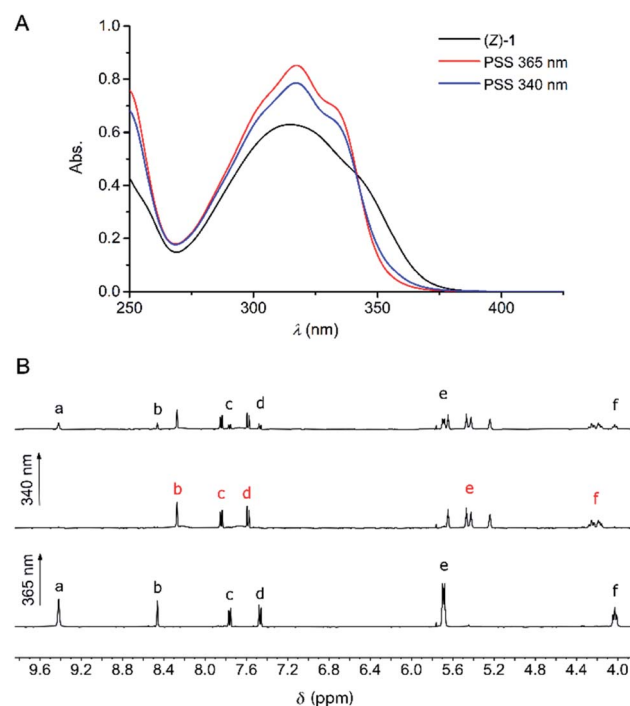 A
(Z)-1
PSS 365 nm
PSS 340 nm
Abs.
1.0
0.8
0.6
0.4
0.2
0.0
250 300 350 400
λ (nm)
B
a b c d e f
340 nm
b c d e f
365 nm
a b c d e f
9.6 9.2 8.8 8.4 8.0 7.6 7.2 6.8 6.4 6.0 5.6 5.2 4.8 4.4 4.0
δ (ppm)